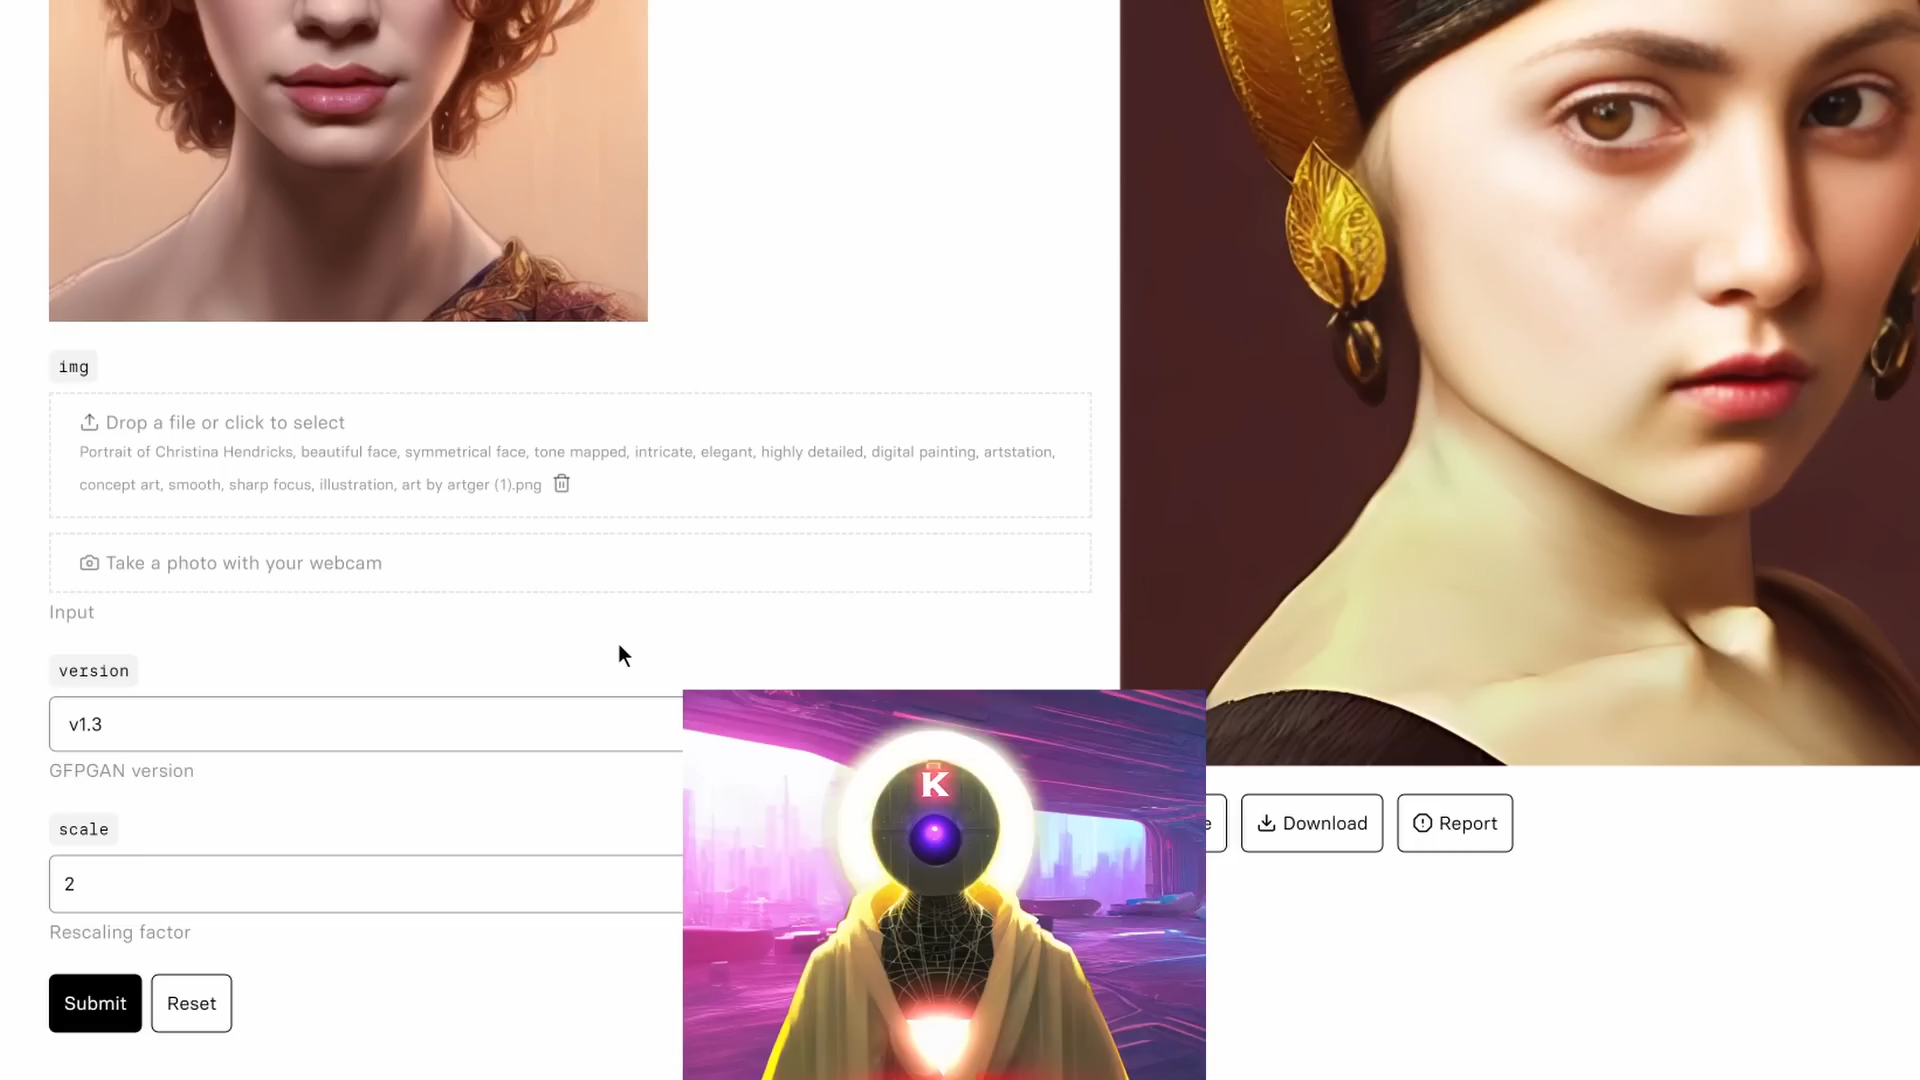 img
Drop a file or click to select
Portrait of Christina Hendricks, beautiful face, symmetrical face, tone mapped, intricate, elegant, highly detailed, digital painting, artstation,
concept art, smooth, sharp focus, illustration, art by artger (1).png
Take a photo with your webcam
Input
version
v1.3
GFPGAN version
scale
2
Rescaling factor
Submit
Reset
K
Download
Report